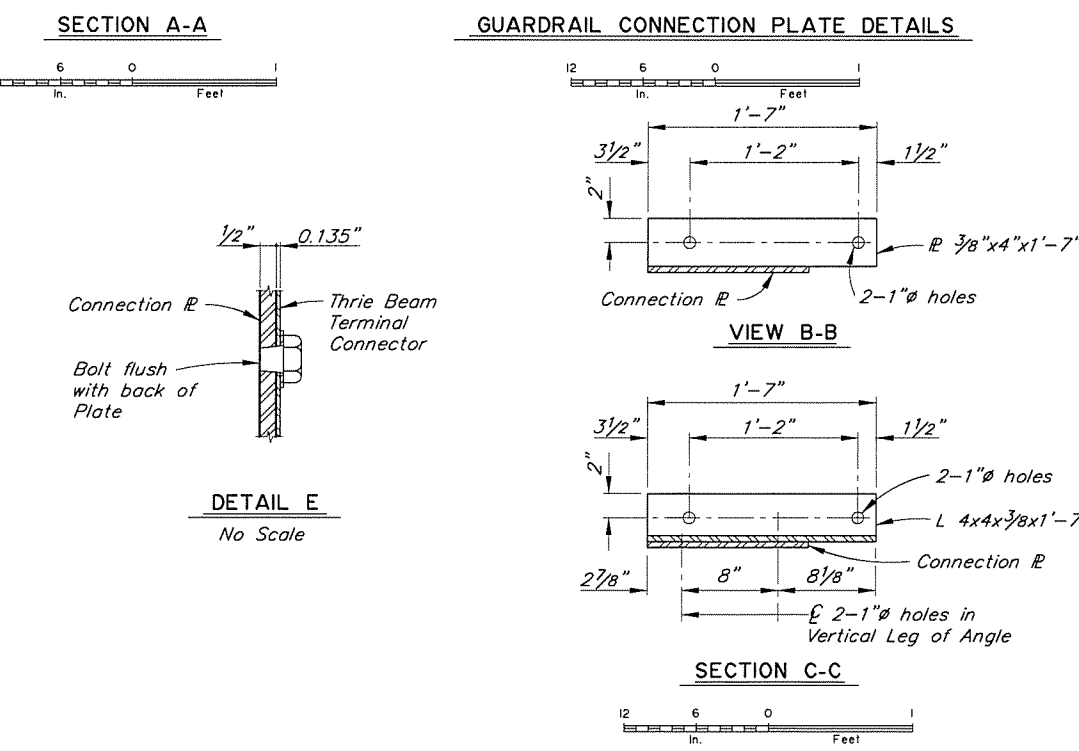 SECTION A-A
6 0 1
In. Feet
½" 0.135"
Connection ℄
Thrie Beam
Terminal
Connector
Bolt flush
with back of
Plate
DETAIL E
No Scale
GUARDRAIL CONNECTION PLATE DETAILS
12 6 0 1
In. Feet
1'-7"
3½" 1'-2" 1½"
2"
PL ⅜"x4"x1'-7"
Connection PL
2-1"ø holes
VIEW B-B
1'-7"
3½" 1'-2" 1½"
2"
2-1"ø holes
L 4x4x⅜x1'-7
Connection PL
2⅞" 8" 8⅛"
℄ 2-1"ø holes in
Vertical Leg of Angle
SECTION C-C
12 6 0 1
In. Feet